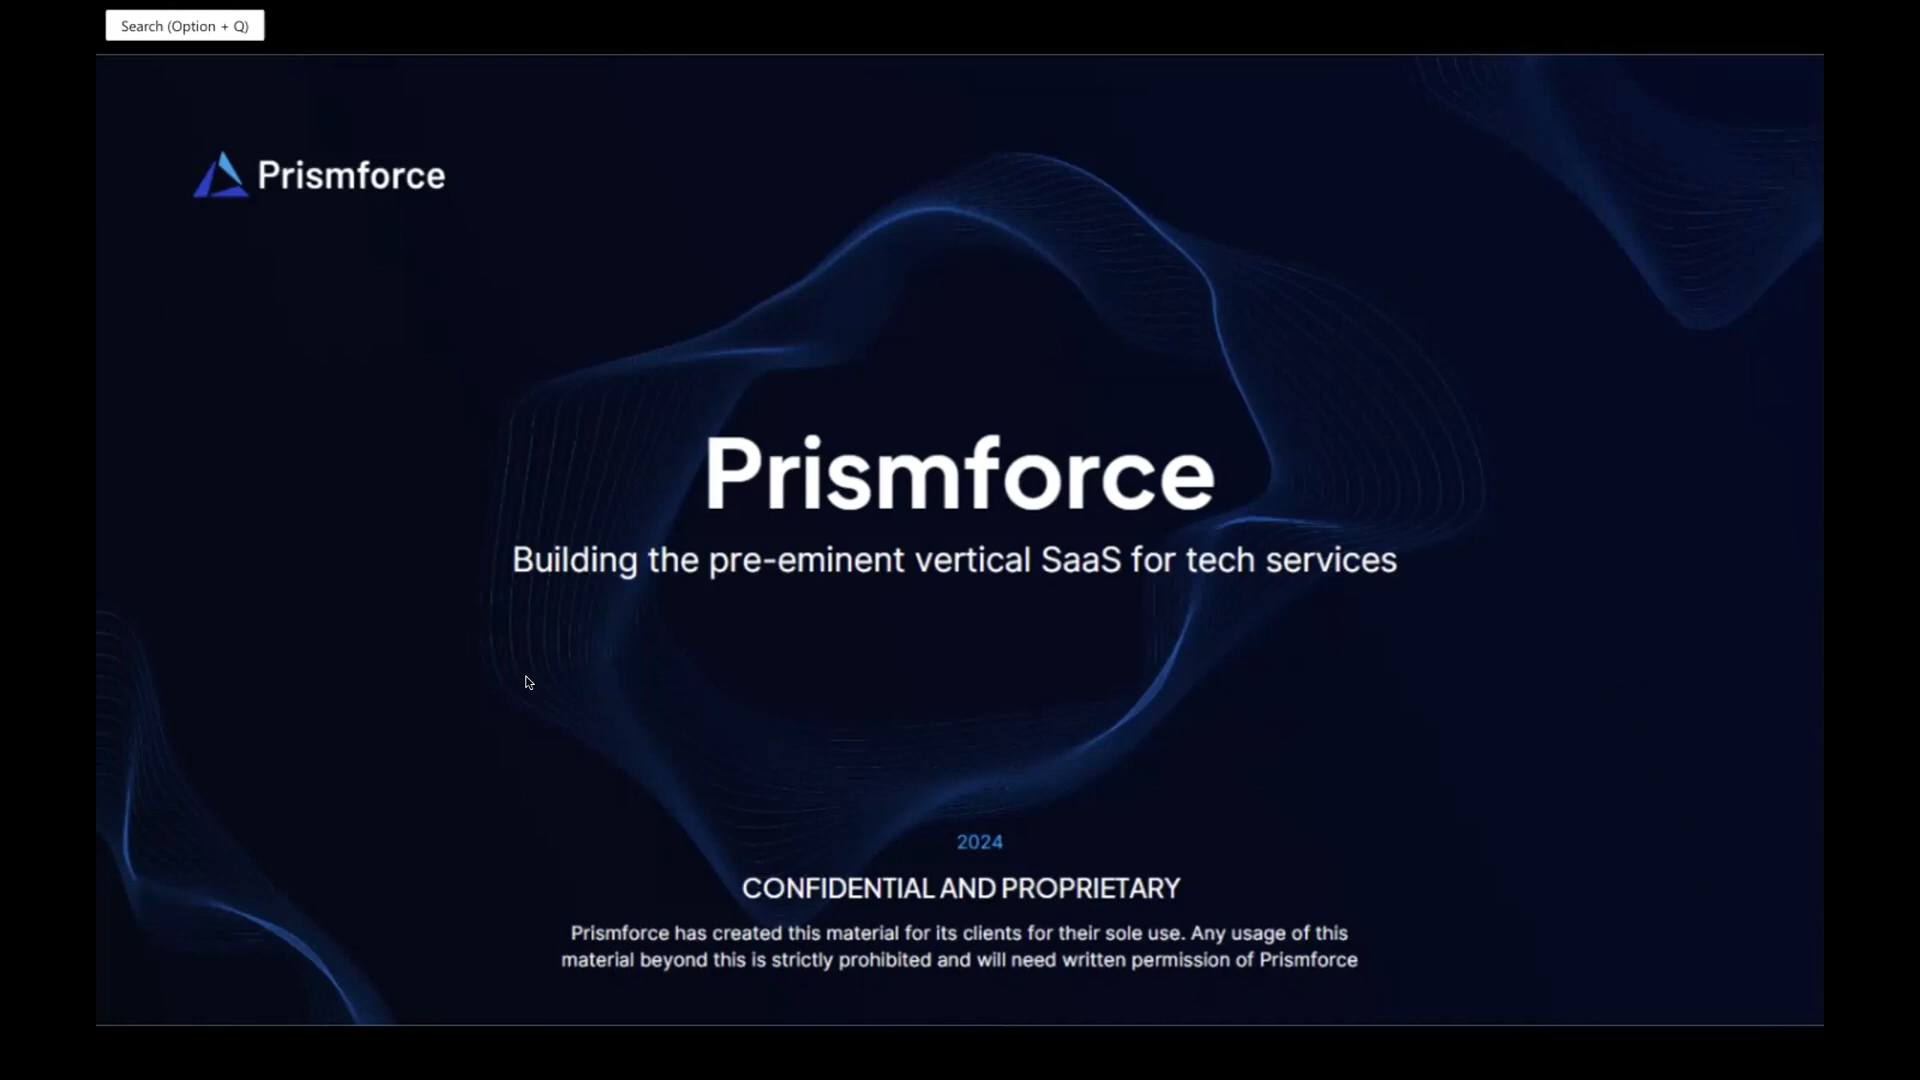 Search (Option + Q)
Prismforce
Prismforce
Building the pre-eminent vertical SaaS for tech services
2024
CONFIDENTIAL AND PROPRIETARY
Prismforce has created this material for its clients for their sole use. Any usage of this
material beyond this is strictly prohibited and will need written permission of Prismforce